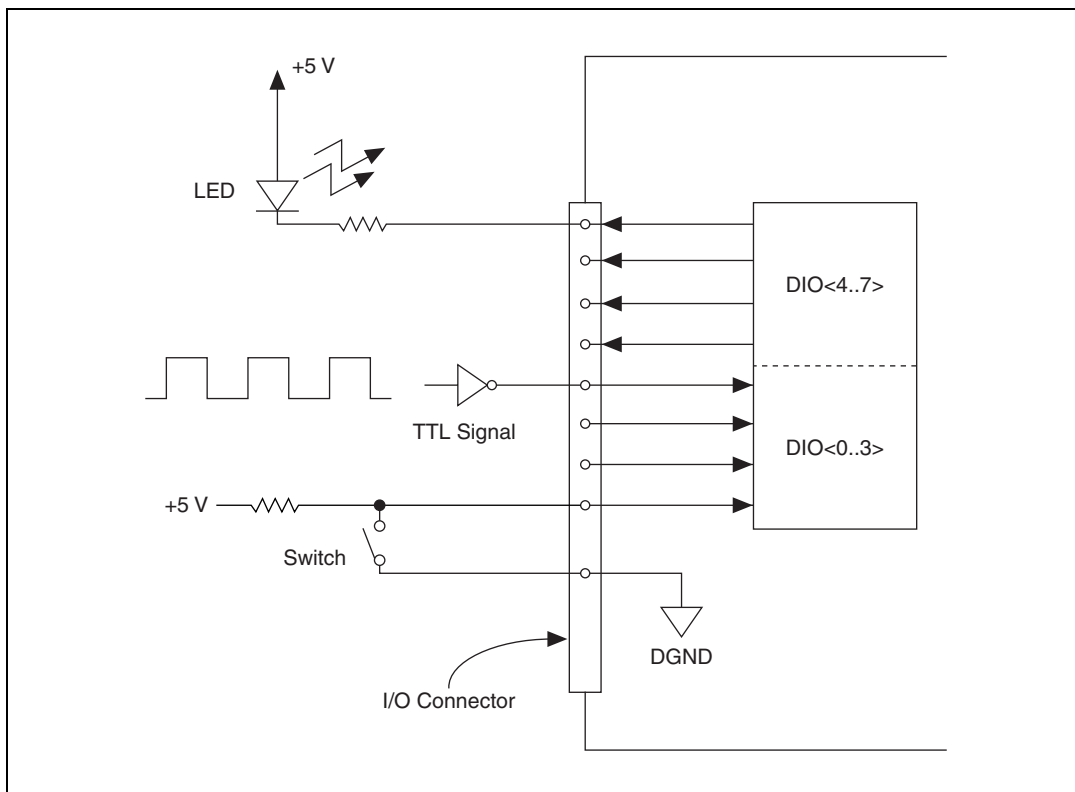 +5 V
LED
DIO<4..7>
TTL Signal
DIO<0..3>
+5 V
Switch
DGND
I/O Connector